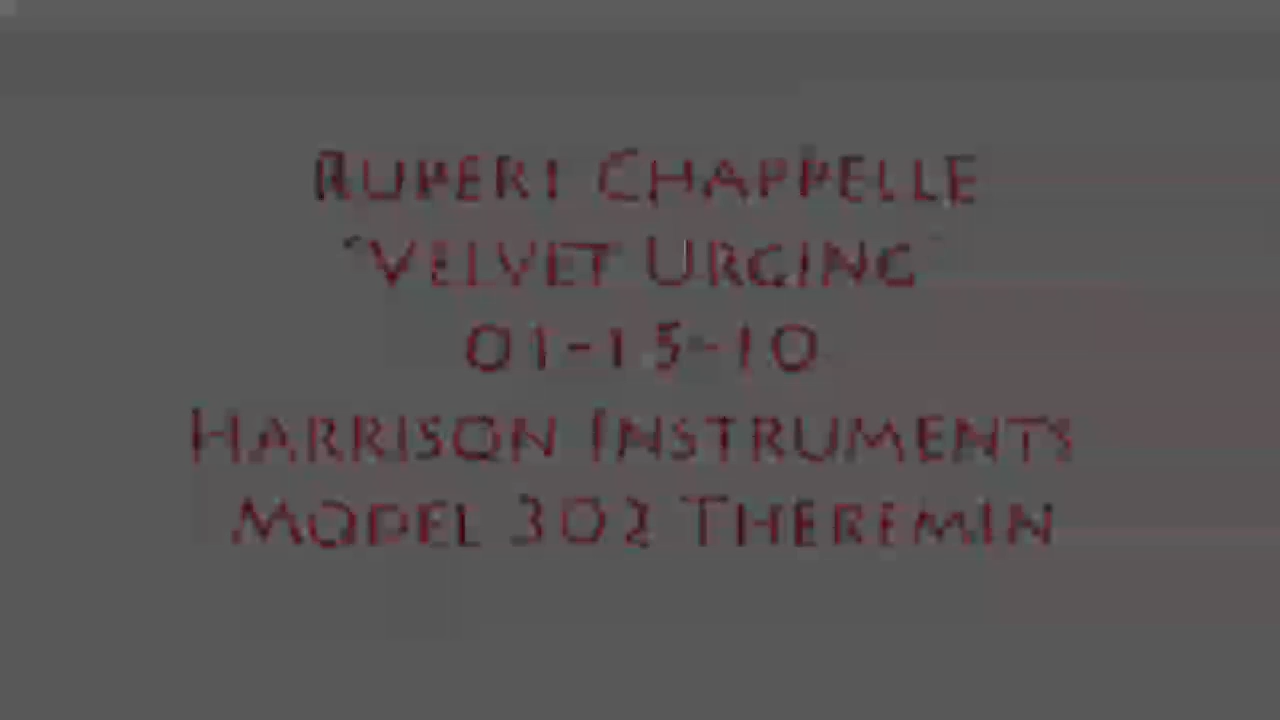 Rupert Chappelle
"Velvet Urging"
01-15-10
Harrison Instruments
Model 302 Theremin